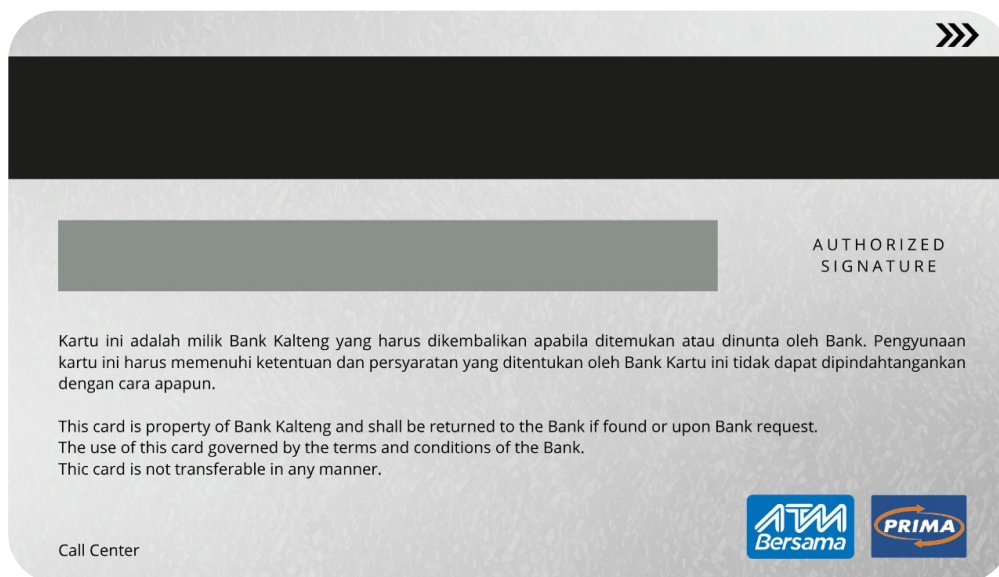 AUTHORIZED
SIGNATURE
Kartu ini adalah milik Bank Kalteng yang harus dikembalikan apabila ditemukan atau dinunta oleh Bank. Pengyunaan
kartu ini harus memenuhi ketentuan dan persyaratan yang ditentukan oleh Bank Kartu ini tidak dapat dipindahtangankan
dengan cara apapun.
This card is property of Bank Kalteng and shall be returned to the Bank if found or upon Bank request.
The use of this card governed by the terms and conditions of the Bank.
Thic card is not transferable in any manner.
ATM
Bersama
PRIMA
Call Center